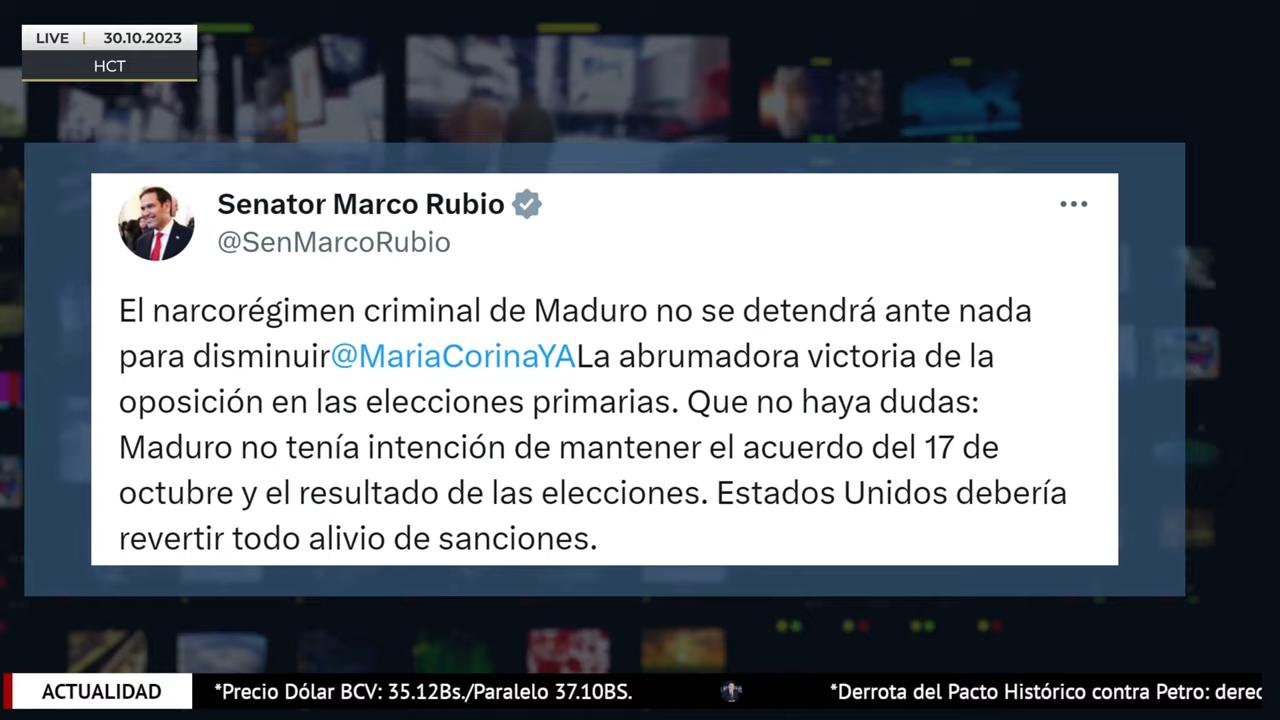 LIVE | 30.10.2023
HCT
Senator Marco Rubio
@SenMarcoRubio
El narcorégimen criminal de Maduro no se detendrá ante nada
para disminuir@MariaCorinaYALa abrumadora victoria de la
oposición en las elecciones primarias. Que no haya dudas:
Maduro no tenía intención de mantener el acuerdo del 17 de
octubre y el resultado de las elecciones. Estados Unidos debería
revertir todo alivio de sanciones.
ACTUALIDAD *Precio Dólar BCV: 35.12Bs./Paralelo 37.10BS. *Derrota del Pacto Histórico contra Petro: derec